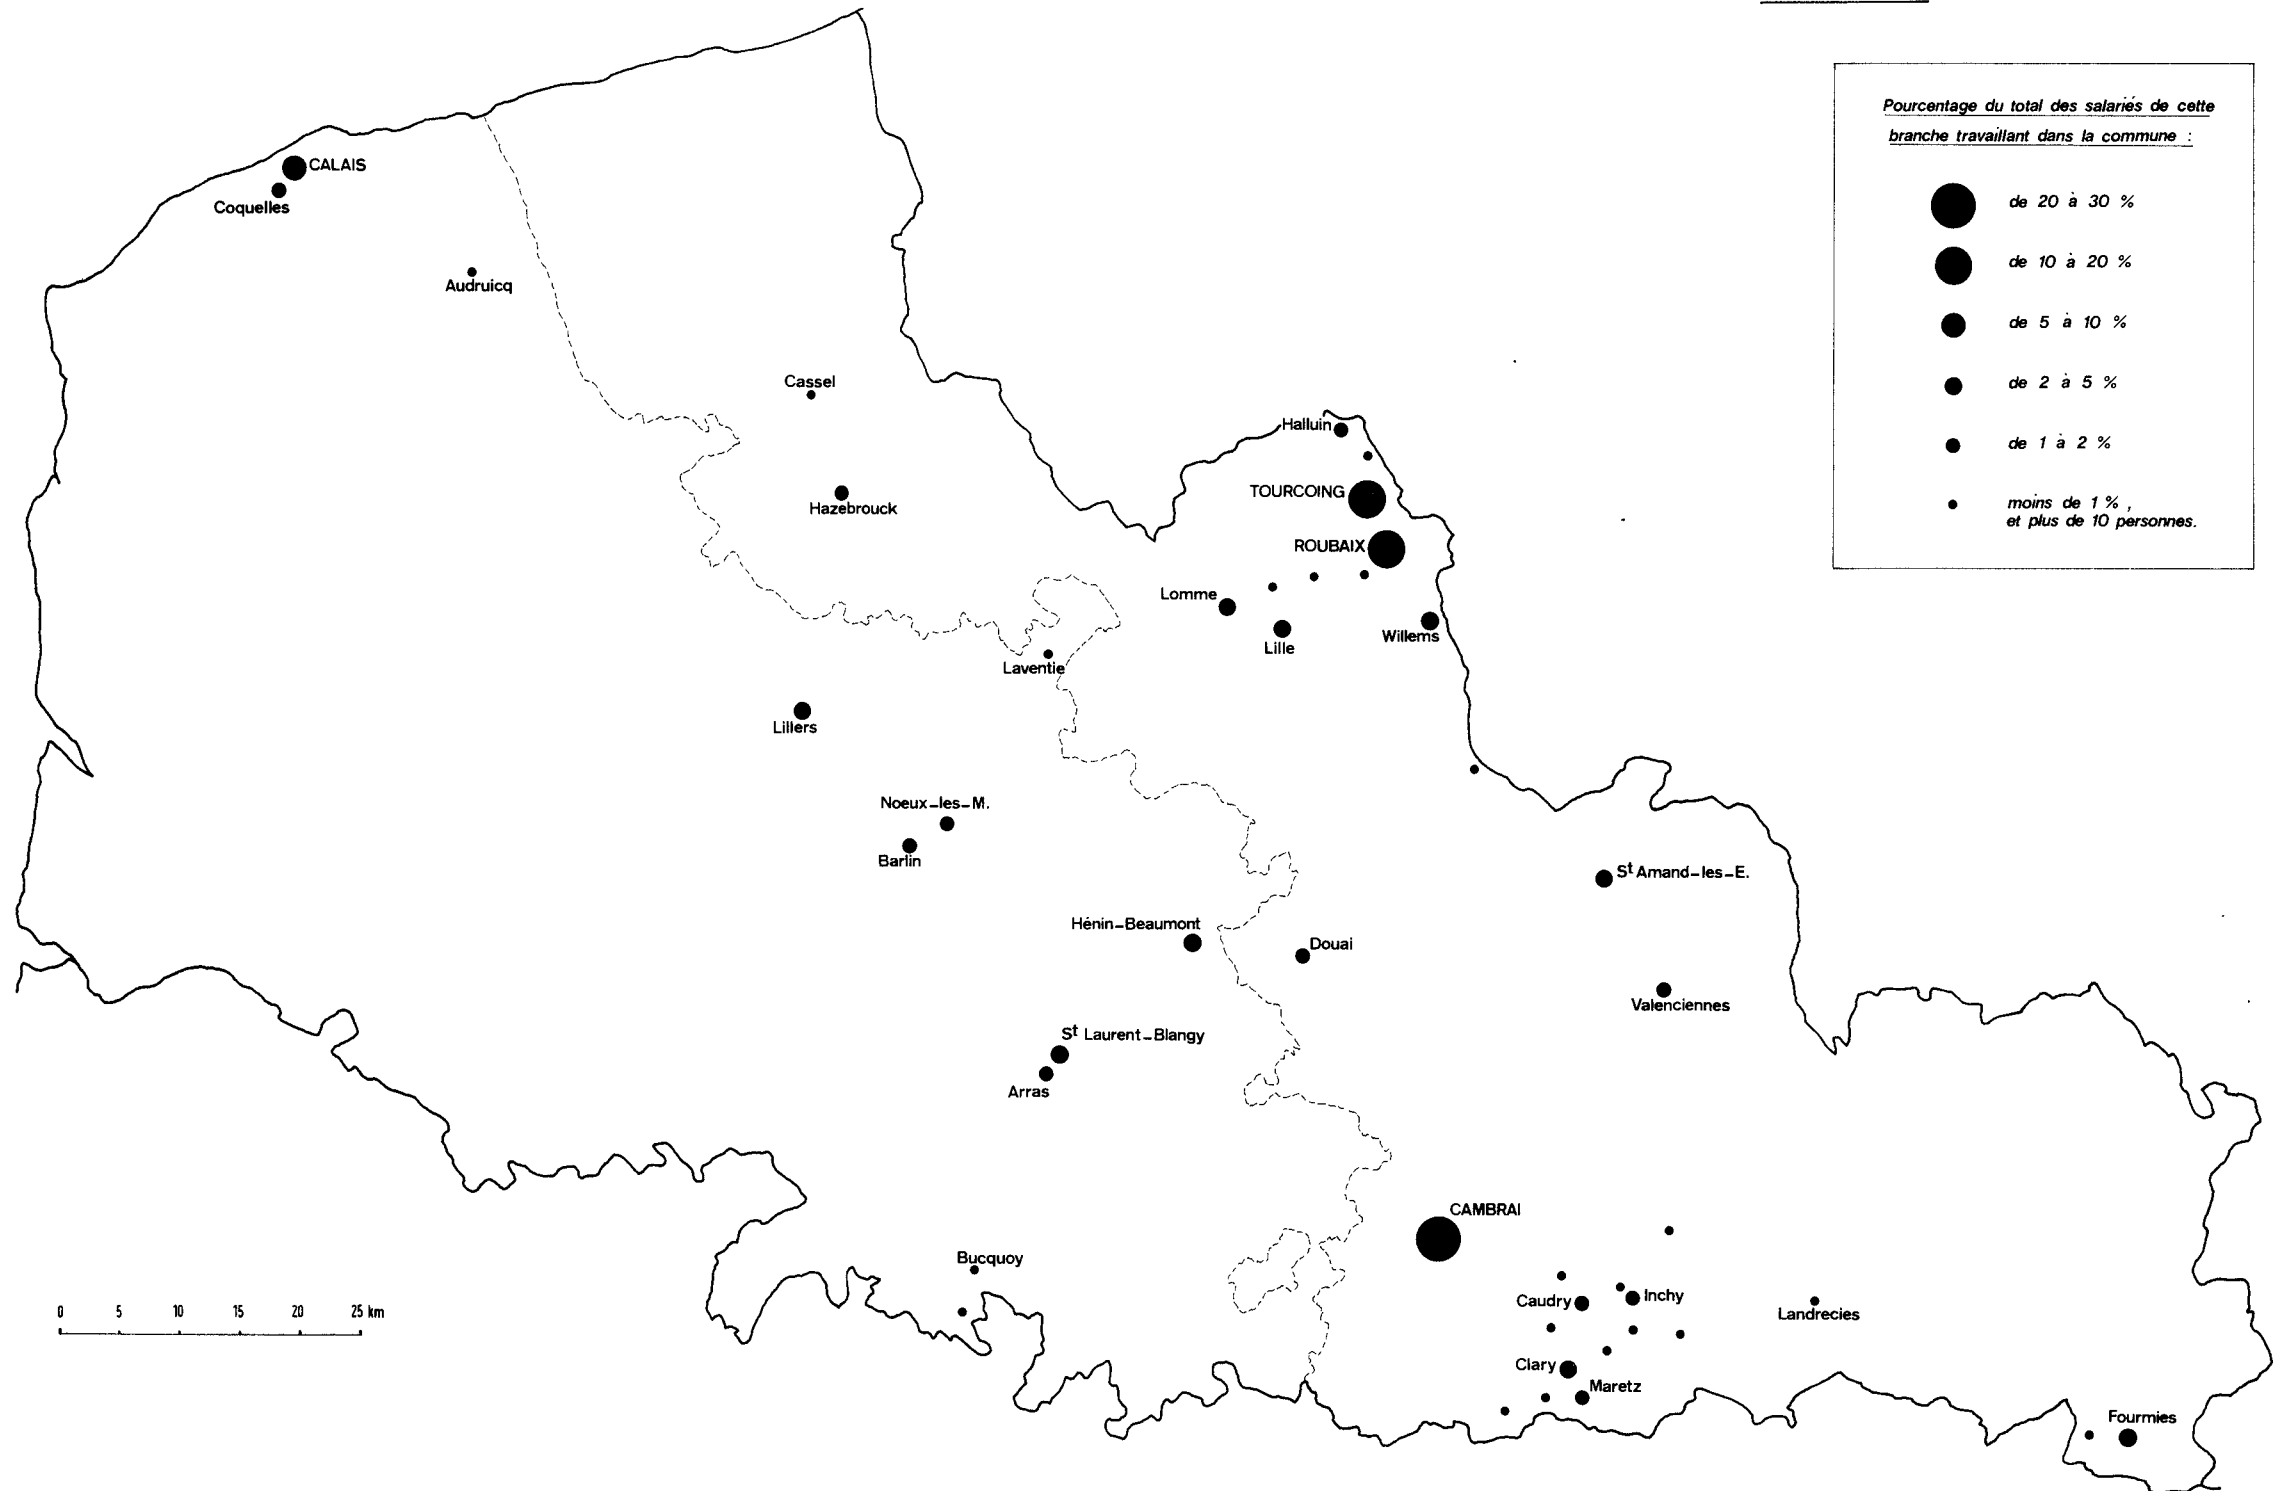 Pourcentage du total des salariés de cette
branche travaillant dans la commune :
de 20 à 30 %
de 10 à 20 %
de 5 à 10 %
de 2 à 5 %
de 1 à 2 %
moins de 1 % ,
et plus de 10 personnes.
CALAIS
Coquelles
Audruicq
Cassel
Hazebrouck
Halluin
TOURCOING
ROUBAIX
Lomme
Lille
Willems
Laventie
Lillers
Noeux-les-M.
Barlin
St Amand-les-E.
Hénin-Beaumont
Douai
Valenciennes
St Laurent-Blangy
Arras
CAMBRAI
Bucquoy
Caudry
Inchy
Landrecies
Clary
Maretz
Fourmies
0 5 10 15 20 25 km